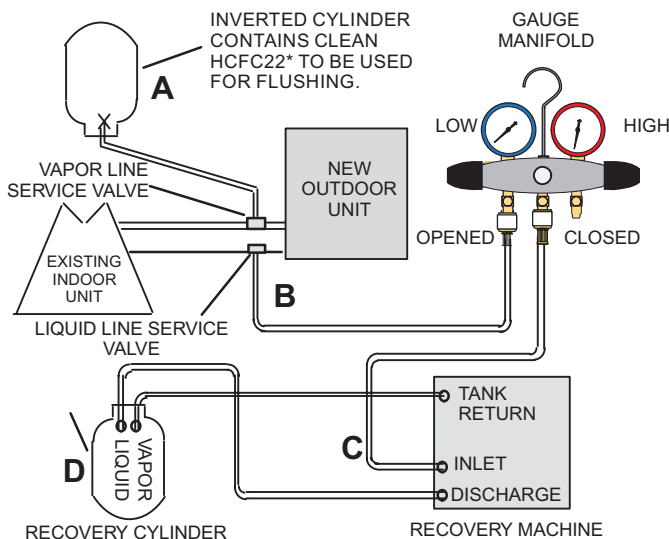 INVERTED CYLINDER
CONTAINS CLEAN
HCFC22* TO BE USED
FOR FLUSHING.
A
GAUGE
MANIFOLD
LOW
HIGH
VAPOR LINE
SERVICE VALVE
NEW
OUTDOOR
UNIT
OPENED
CLOSED
EXISTING
INDOOR
UNIT
B
LIQUID LINE SERVICE
VALVE
TANK
RETURN
C
INLET
DISCHARGE
D
LIQUID
VAPOR
RECOVERY CYLINDER
RECOVERY MACHINE